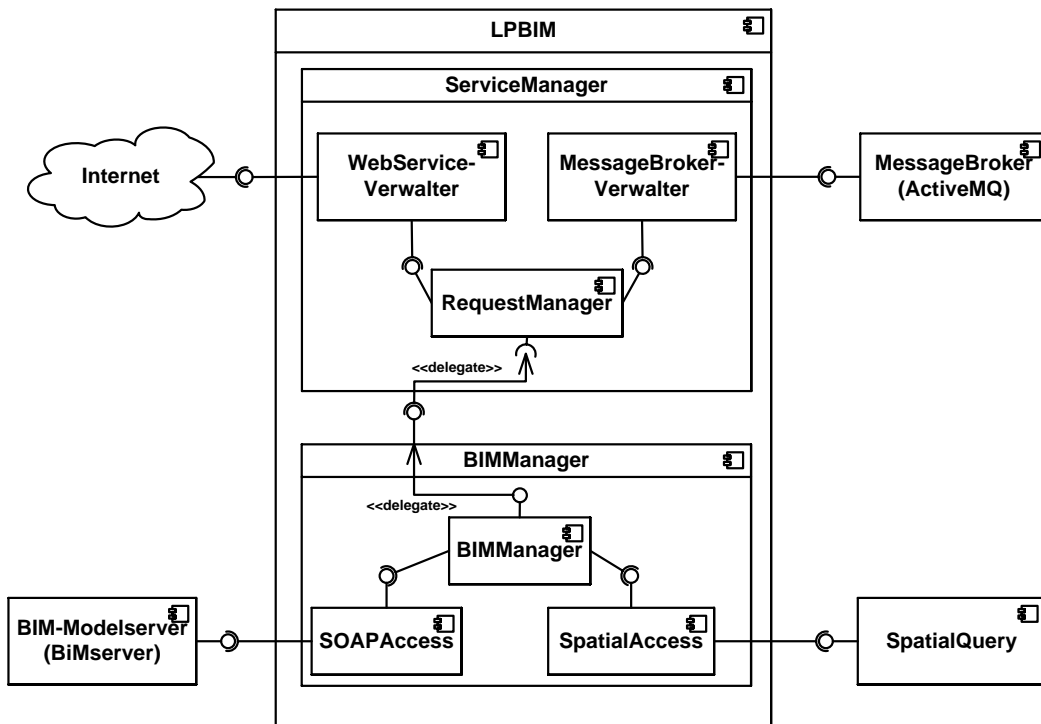 LPBIM
ServiceManager
WebService-
Verwalter
MessageBroker-
Verwalter
Internet
MessageBroker
(ActiveMQ)
RequestManager
<<delegate>>
BIMManager
<<delegate>>
BIMManager
BIM-Modelserver
(BiMserver)
SOAPAccess
SpatialAccess
SpatialQuery